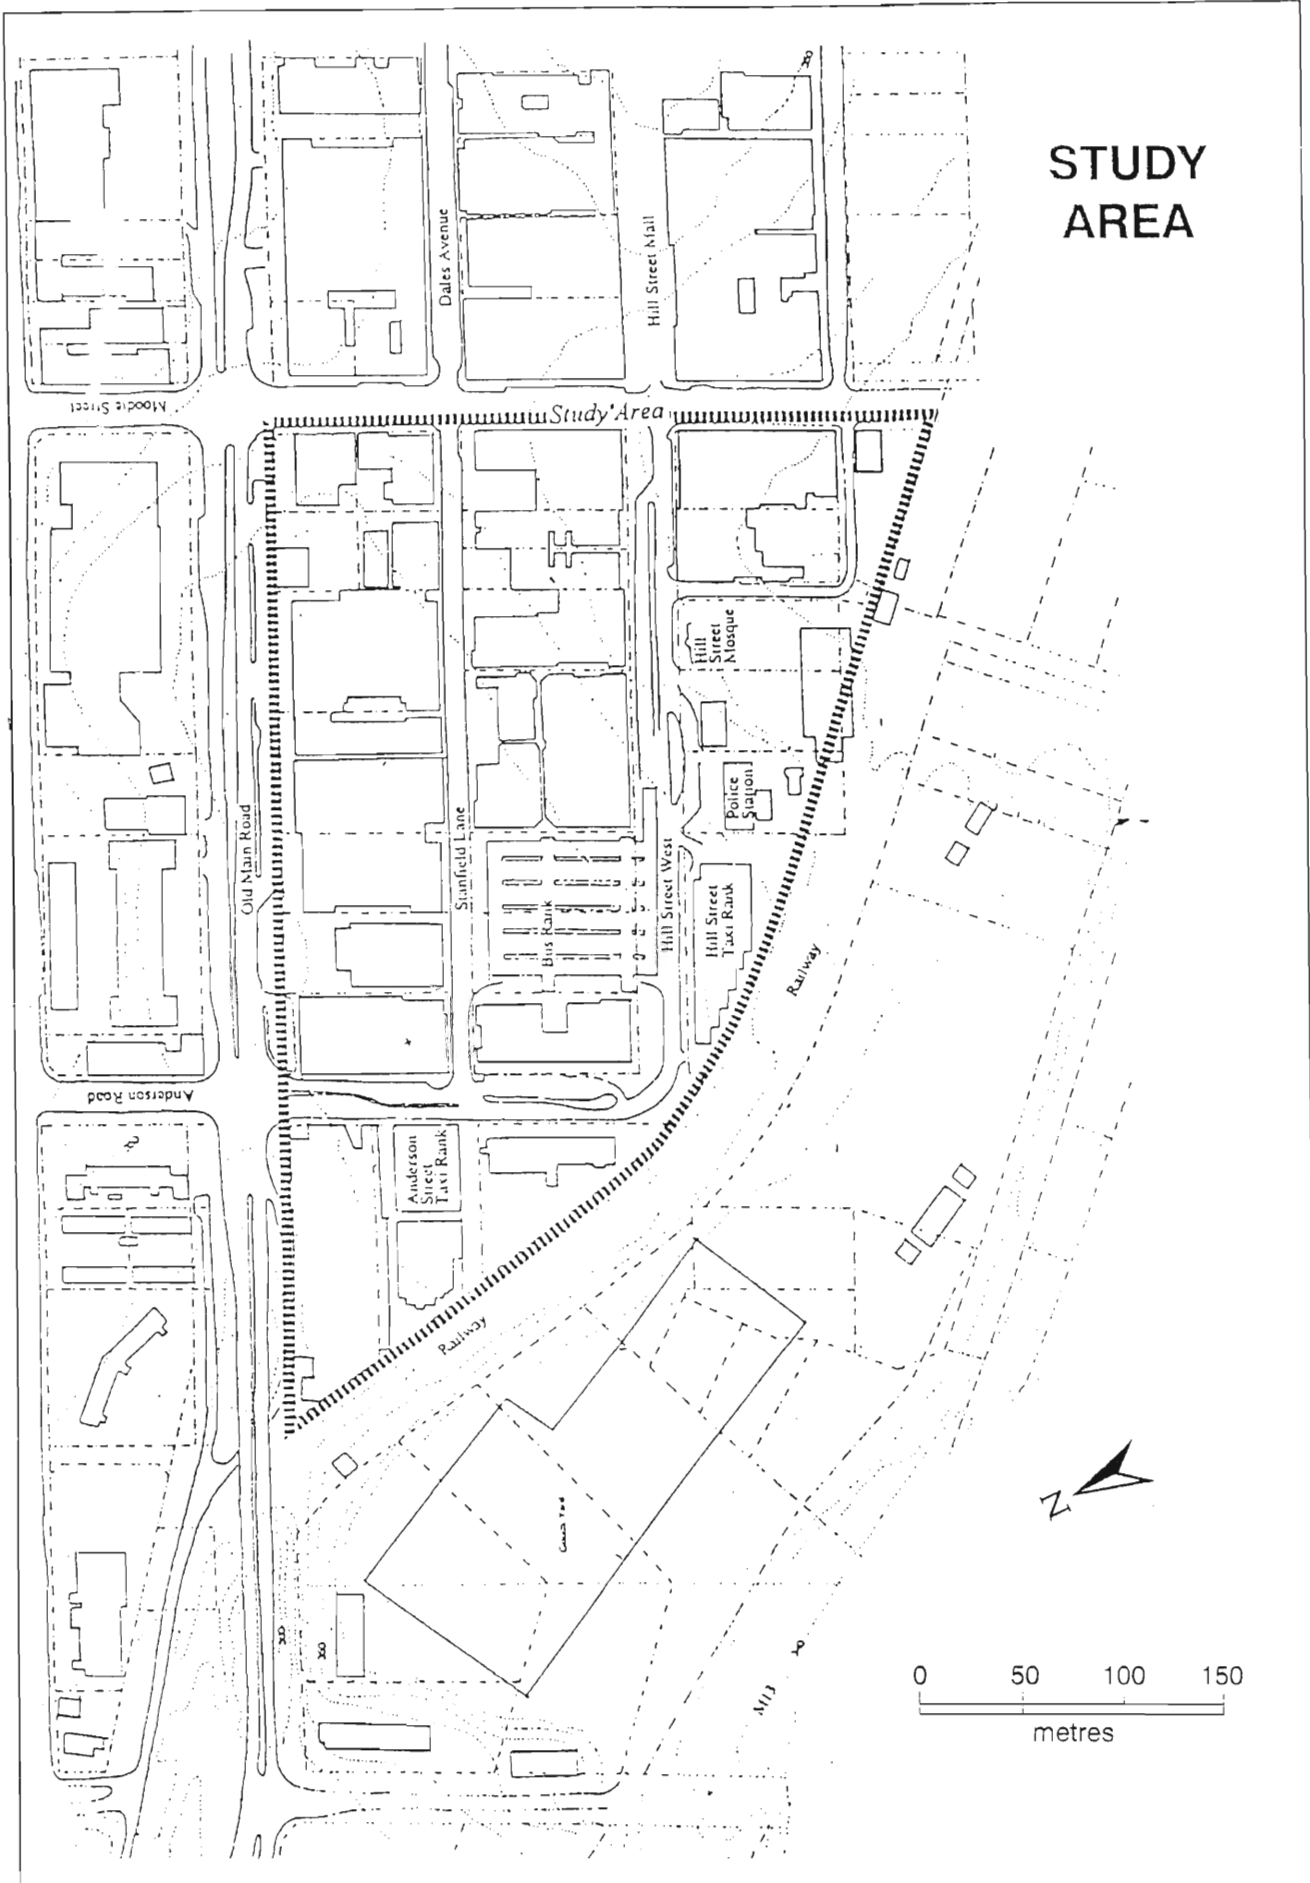 STUDY
AREA
Dales Avenue
Hill Street Mall
Moodie Street
Study Area
Hill
Street
Mosque
Police
Station
Old Main Road
Stanfield Lane
Bus Rank
Hill Street West
Hill Street
Taxi Rank
Railway
Anderson Road
Anderson
Street
Taxi Rank
Railway
N
M13
0 50 100 150
metres